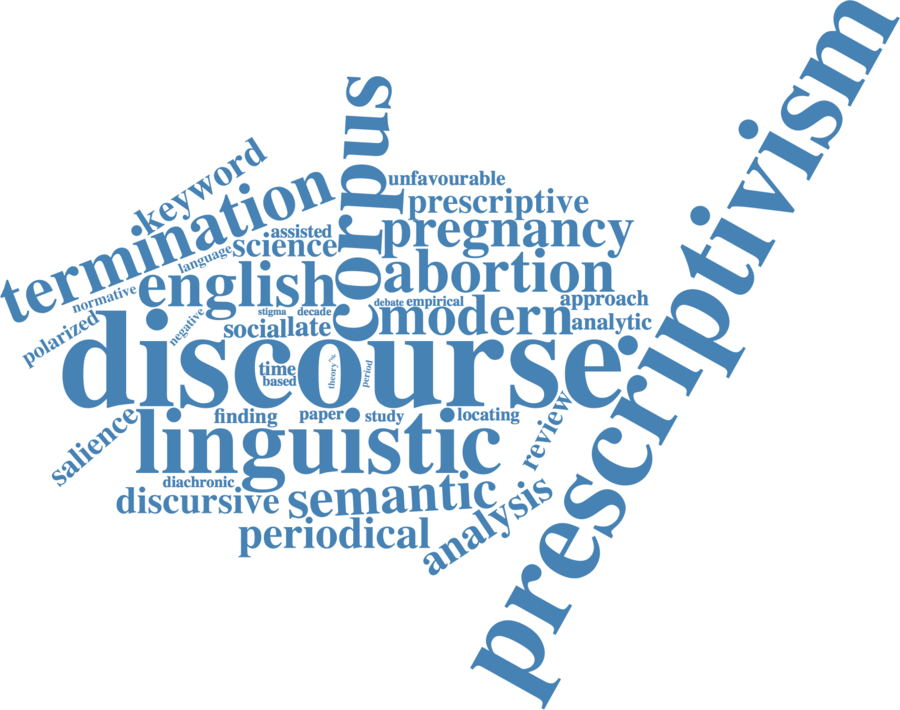 prescriptivism
corpus
keyword
termination
unfavourable
prescriptive
assisted
science
pregnancy
language
english
abortion
normative
debate
empirical
approach
stigma
decade
modern
polarized
negative
social
late
analytic
discourse
time
based
theory
period
salience
finding
paper
study
locating
review
linguistic
diachronic
discursive
semantic
analysis
periodical